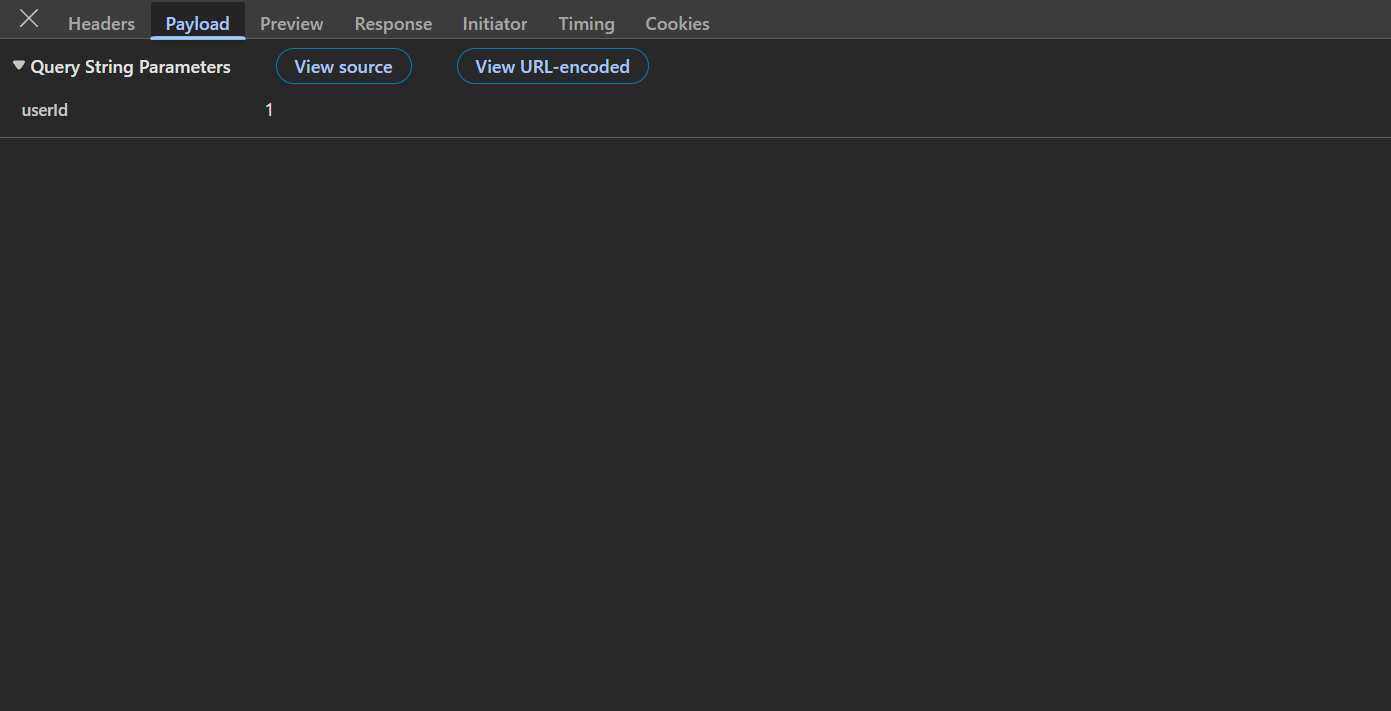 Headers Payload Preview Response Initiator Timing Cookies
Query String Parameters View source View URL-encoded
userId 1